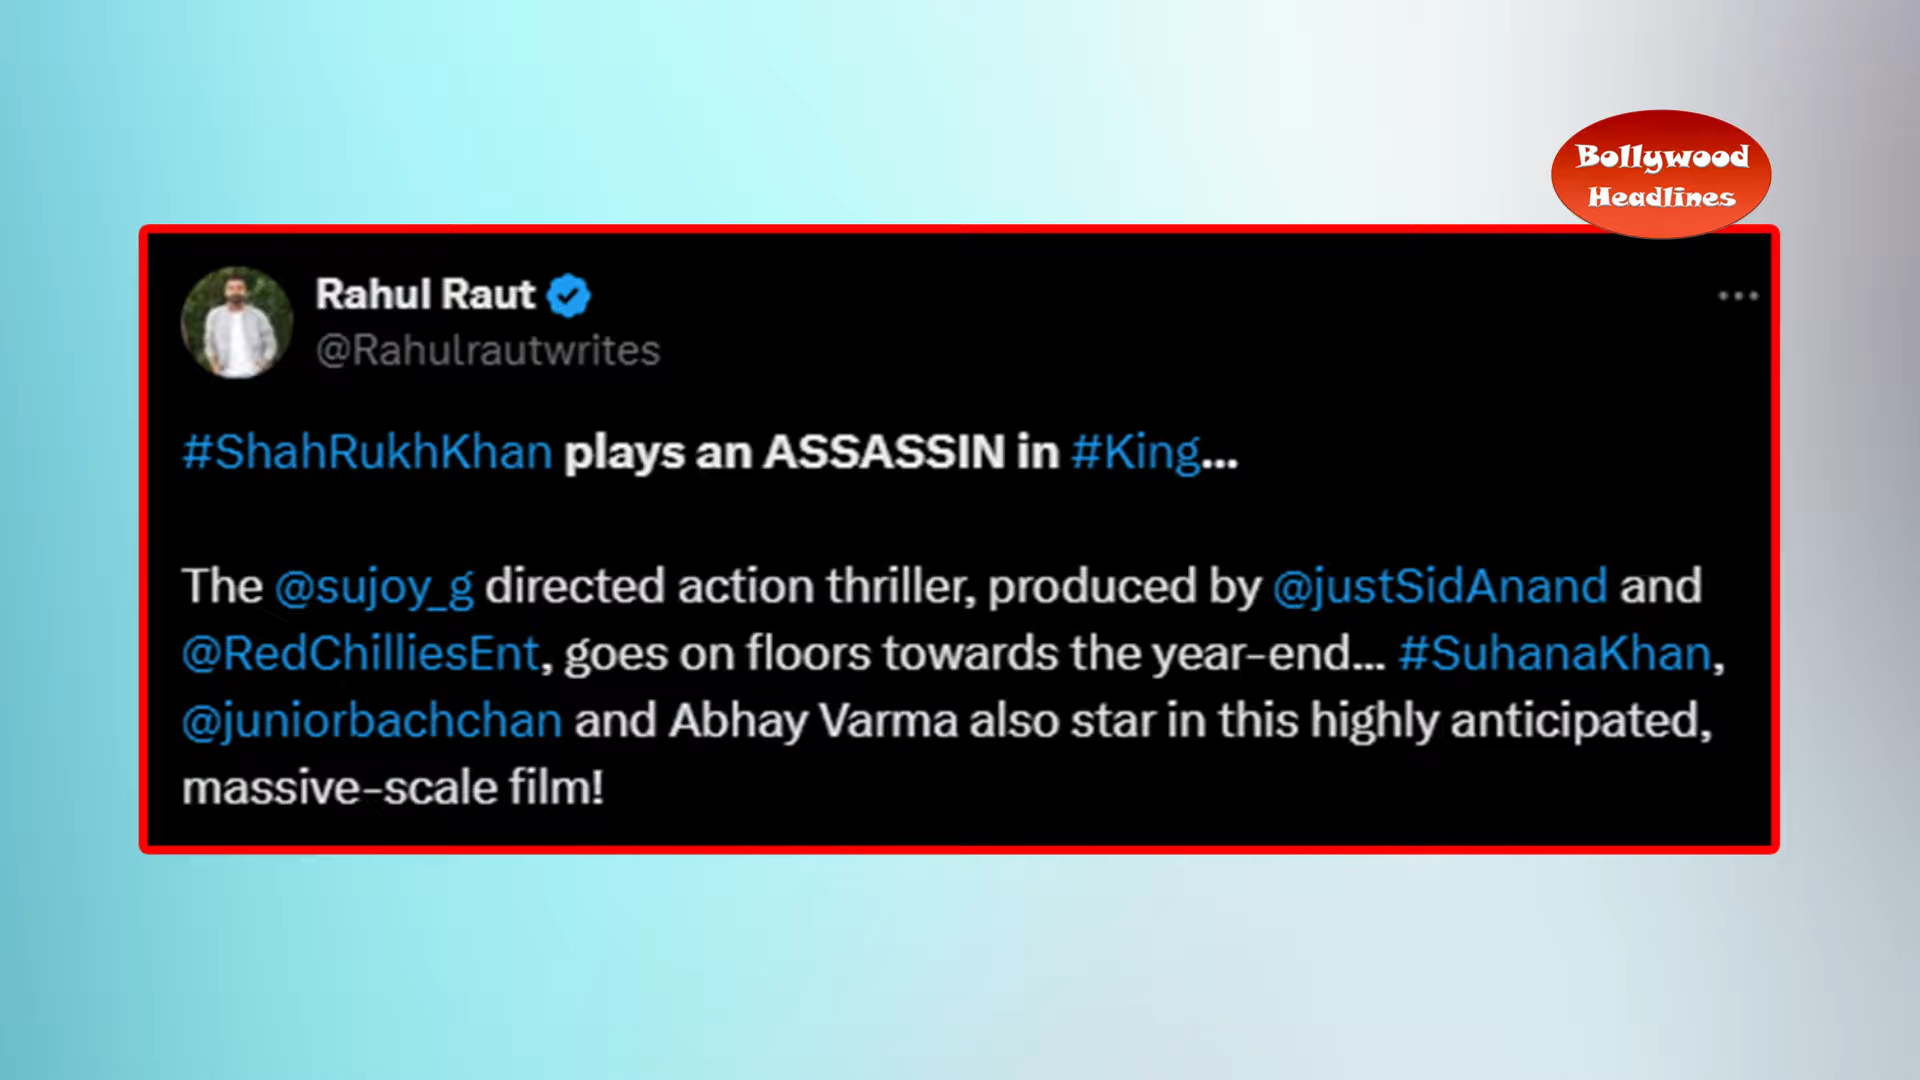 Bollywood
Headlines
Rahul Raut
@Rahulrautwrites
#ShahRukhKhan plays an ASSASSIN in #King...
The @sujoy_g directed action thriller, produced by @justSidAnand and
@RedChilliesEnt, goes on floors towards the year-end... #SuhanaKhan,
@juniorbachchan and Abhay Varma also star in this highly anticipated,
massive-scale film!